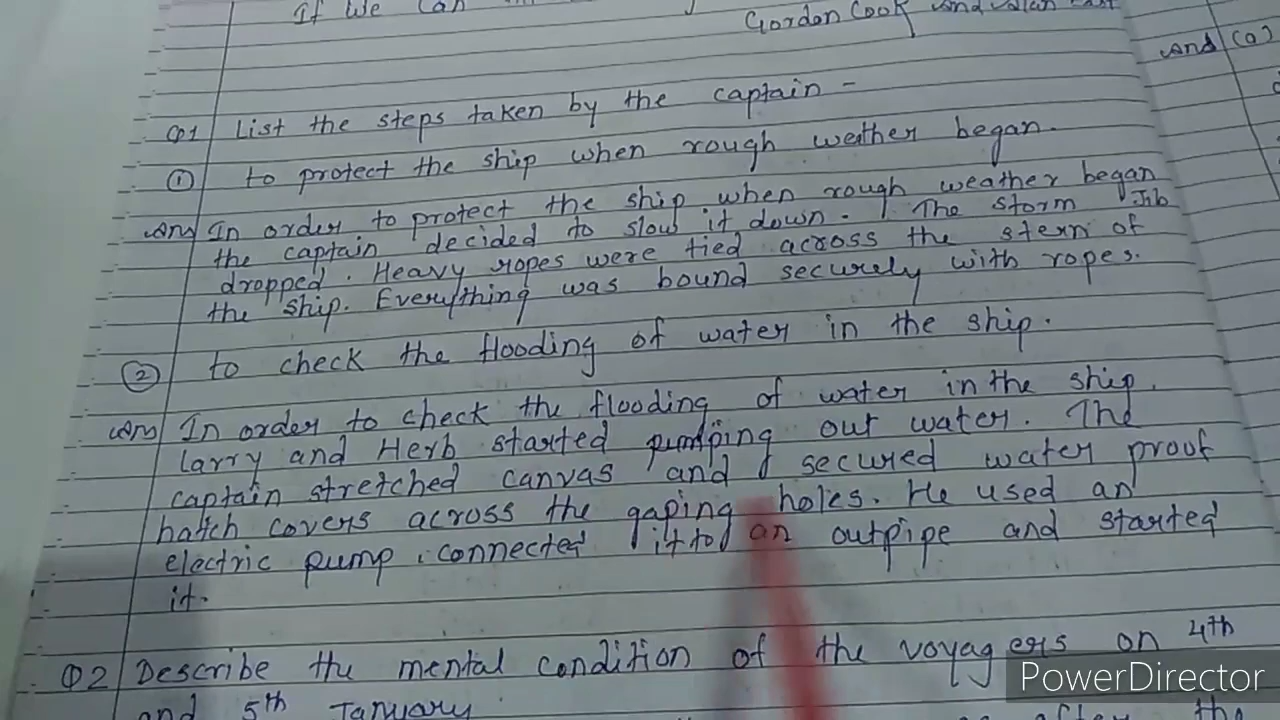 If We Can
Gordon Cook and
and (a)
Q1 List the steps taken by the captain -
① to protect the ship when rough weather began.
Ans In order to protect the ship when rough weather began
the captain decided to slow it down. The storm Jib
dropped. Heavy ropes were tied across the stern of
the ship. Everything was bound securely with ropes.
② to check the flooding of water in the ship.
Ans In order to check the flooding of water in the ship,
larry and Herb started pumping out water. The
captain stretched canvas and secured water proof
hatch covers across the gaping holes. He used an
electric pump, connected it to an outpipe and started
it.
Q2 Describe the mental condition of the voyagers on 4th
and 5th January
after the
PowerDirector